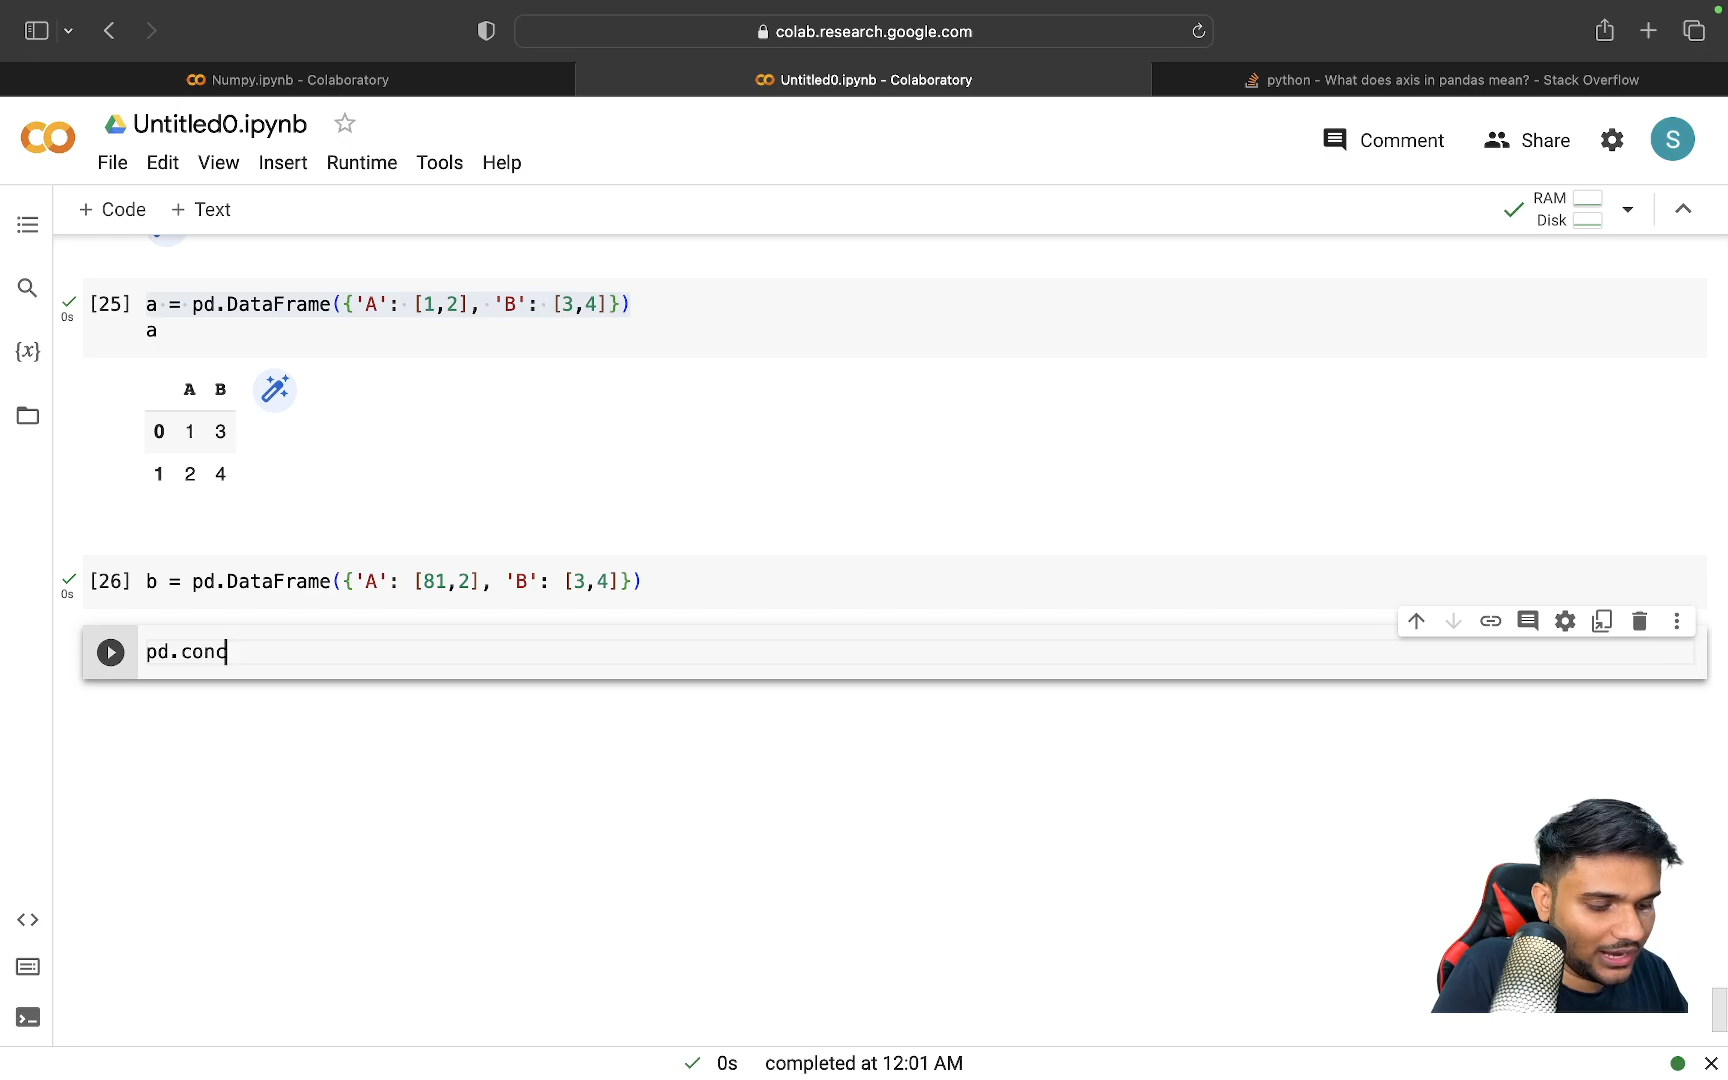 colab.research.google.com
Numpy.ipynb - Colaboratory
Untitled0.ipynb - Colaboratory
python - What does axis in pandas mean? - Stack Overflow
Untitled0.ipynb
File Edit View Insert Runtime Tools Help
Comment
Share
S
+ Code + Text
RAM
Disk
{x}
0s
[25] a = pd.DataFrame({'A': [1,2], 'B': [3,4]})
a
A B
0 1 3
1 2 4
0s
[26] b = pd.DataFrame({'A': [81,2], 'B': [3,4]})
pd.conc
0s completed at 12:01 AM